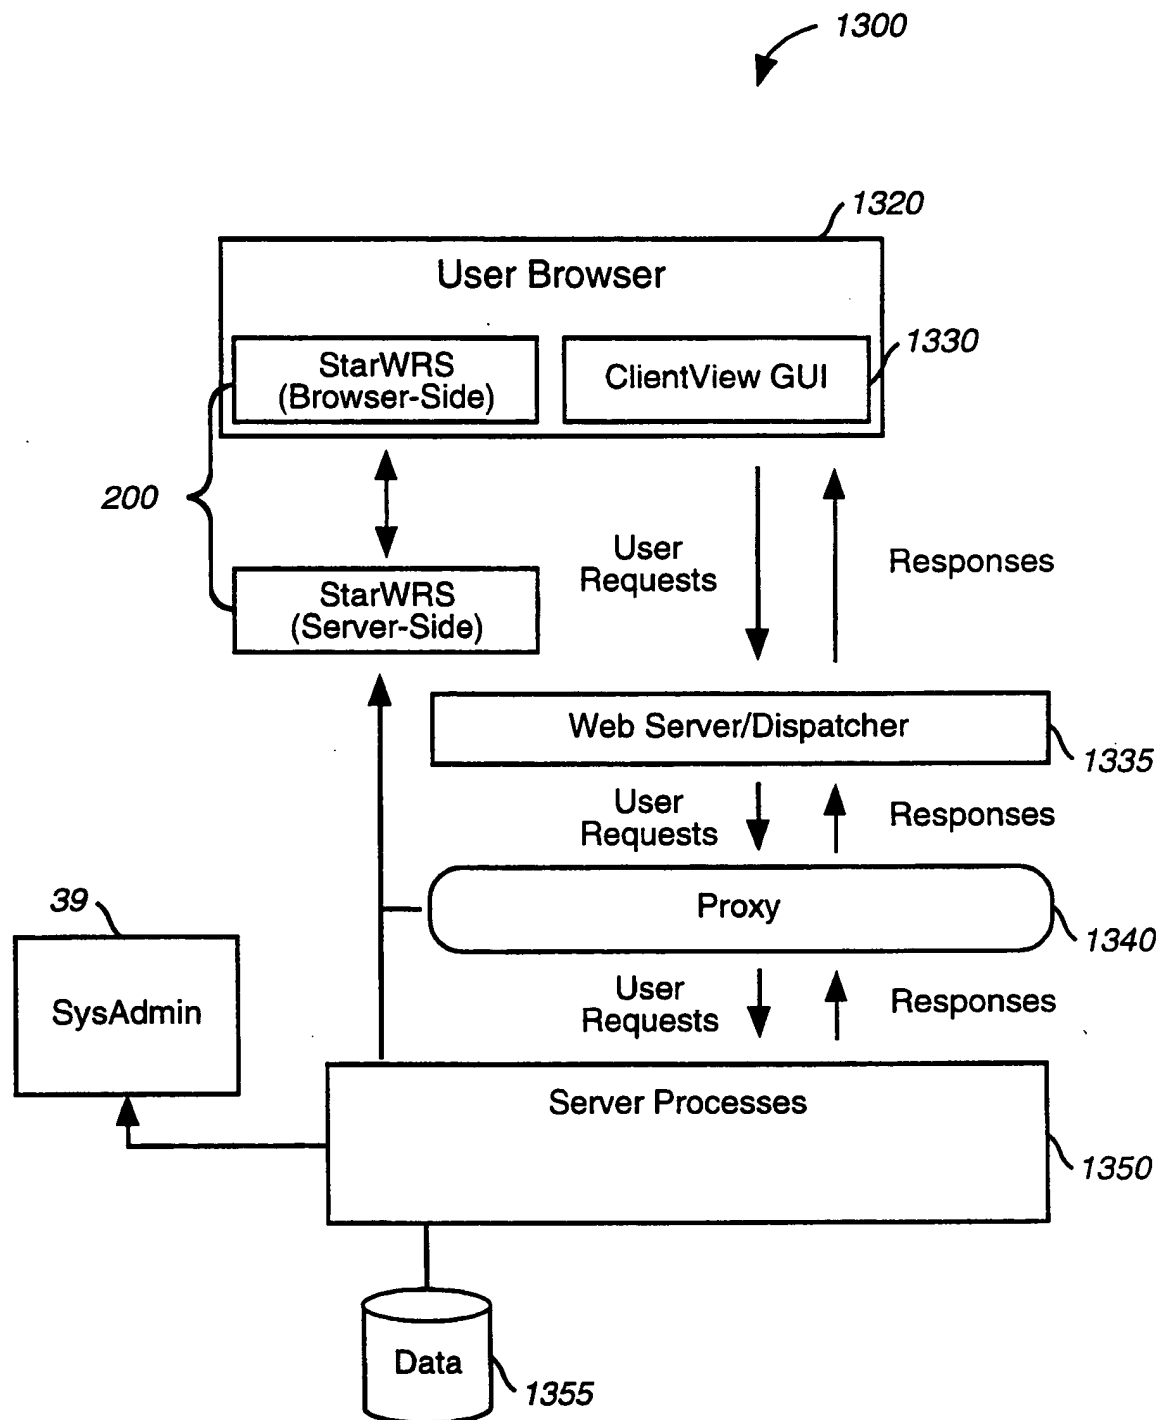 1300
1320
User Browser
1330
StarWRS
(Browser-Side)
ClientView GUI
200
User
Requests
Responses
StarWRS
(Server-Side)
Web Server/Dispatcher
1335
User
Requests
Responses
39
Proxy
1340
SysAdmin
User
Requests
Responses
Server Processes
1350
Data
1355